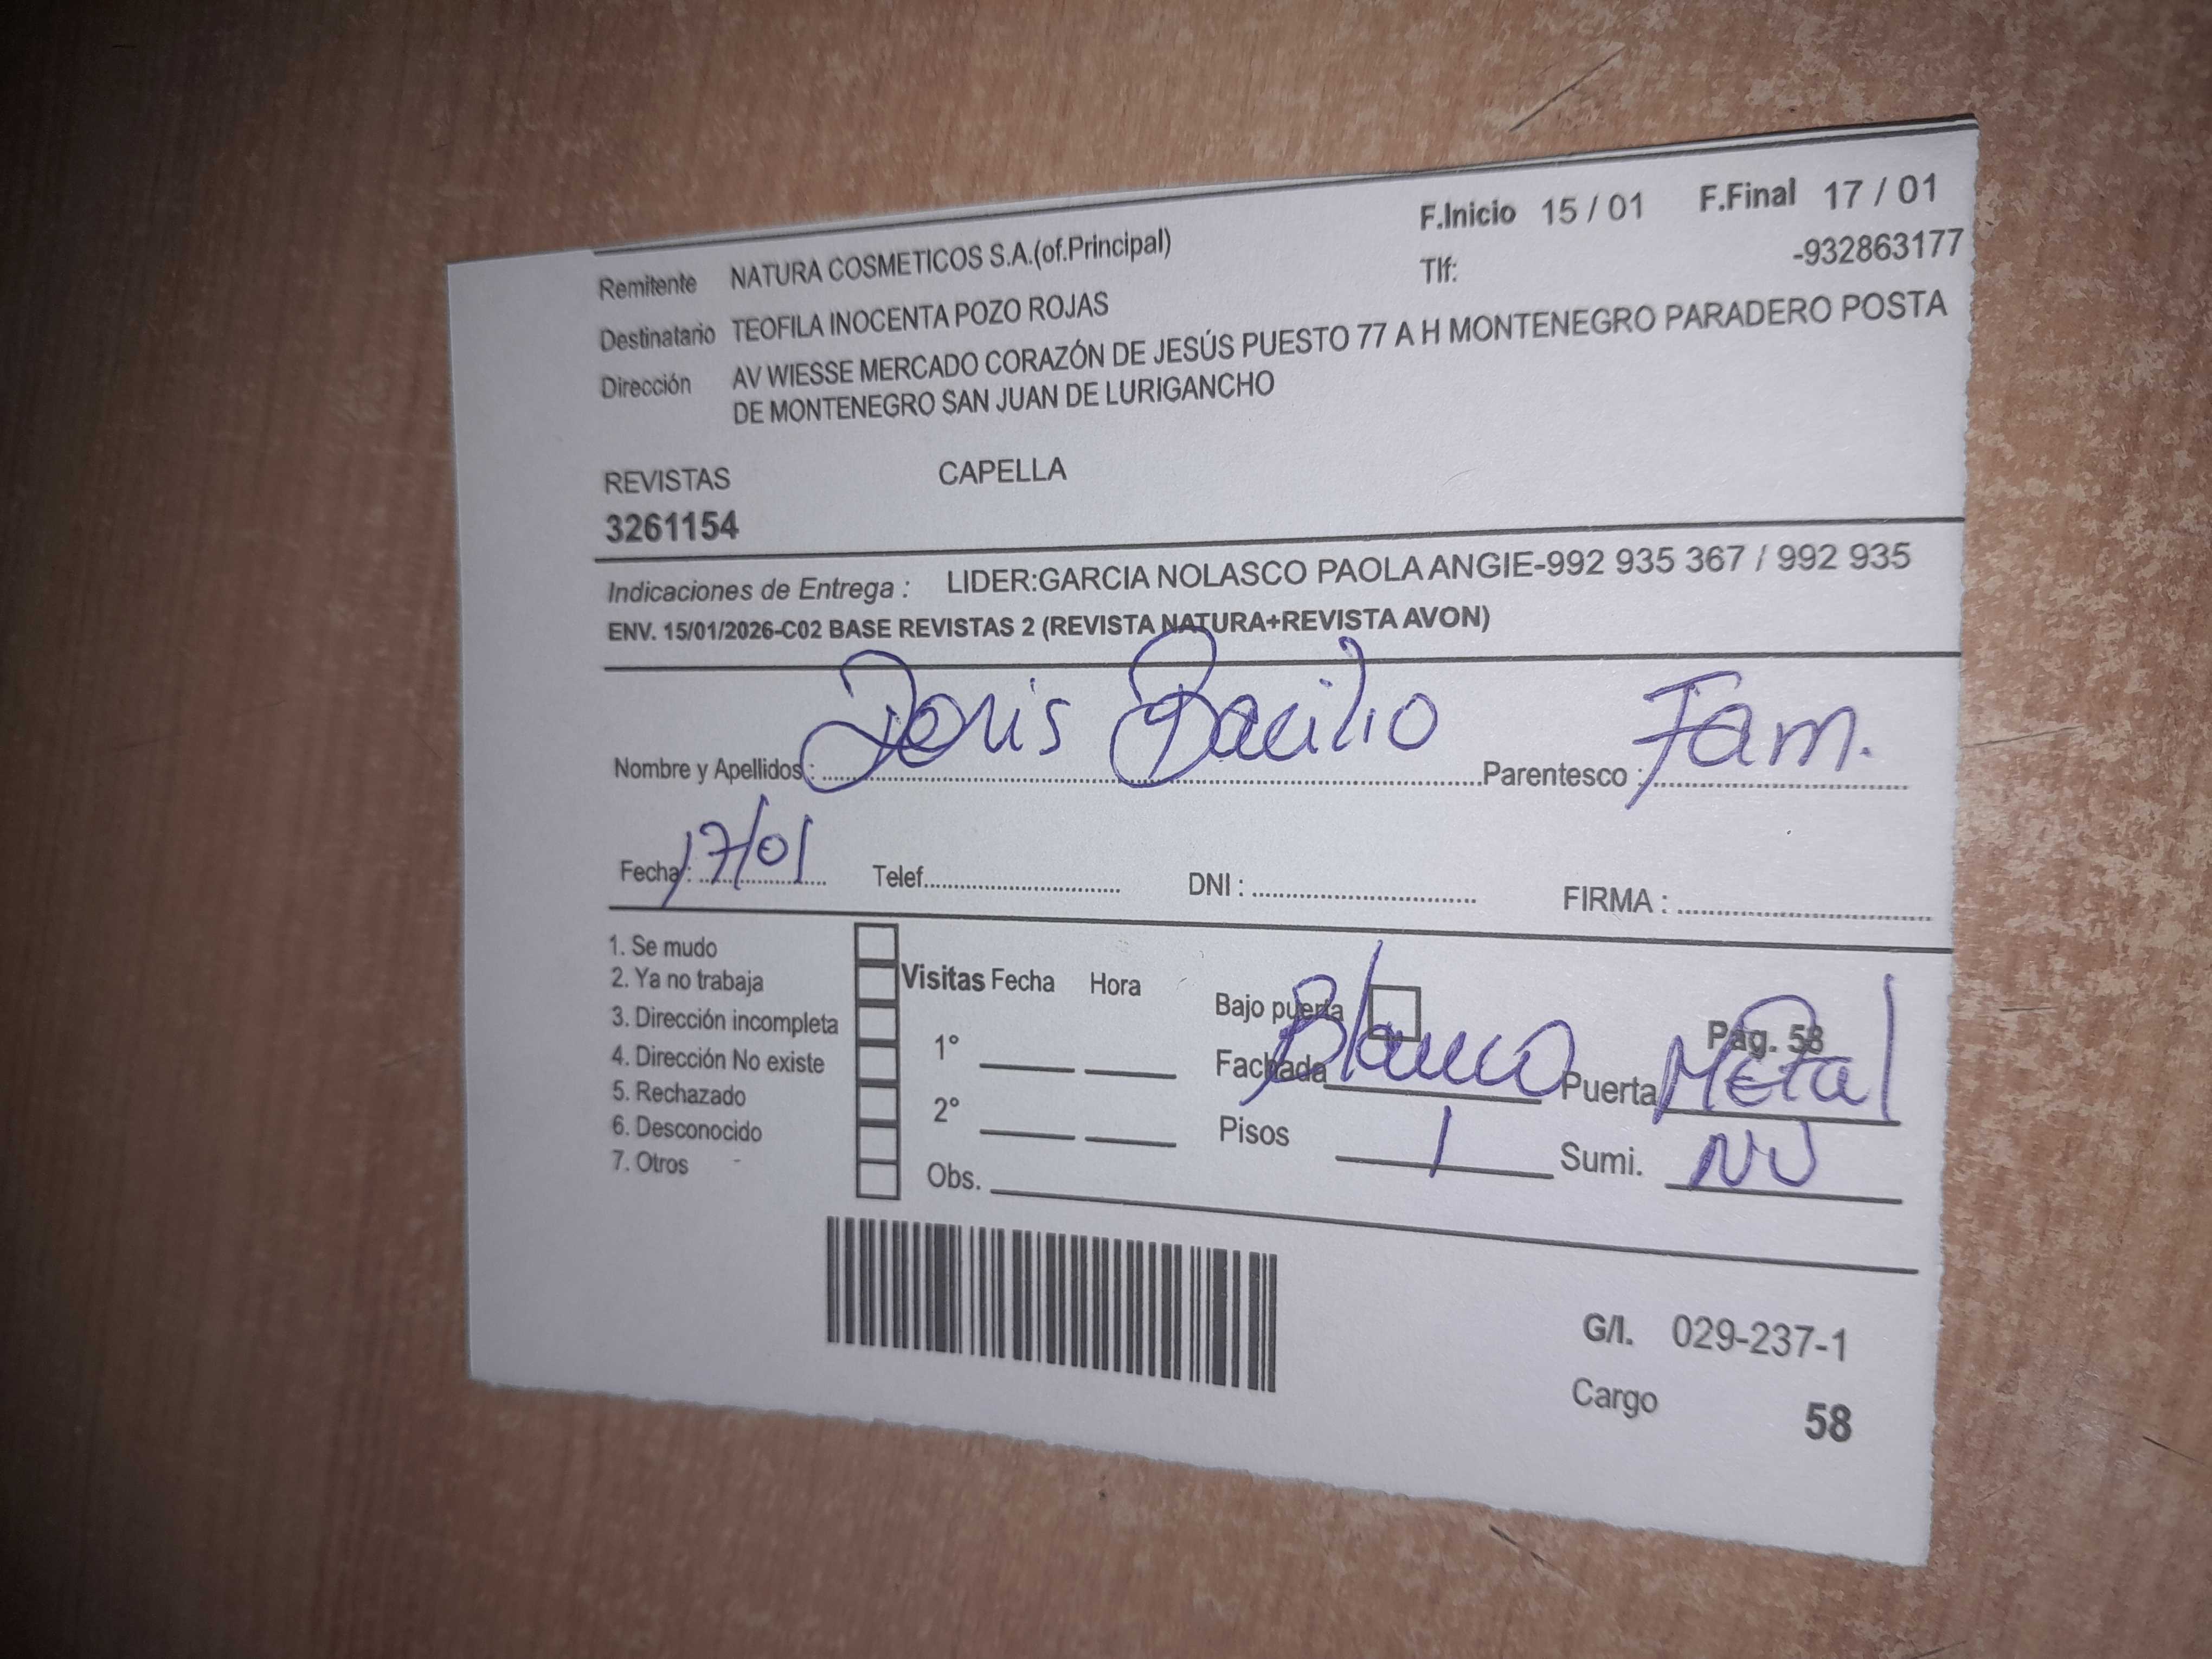 F.Inicio 15 / 01 F.Final 17 / 01
Remitente NATURA COSMETICOS S.A.(of.Principal) Tlf: -932863177
Destinatario TEOFILA INOCENTA POZO ROJAS
Dirección AV WIESSE MERCADO CORAZÓN DE JESÚS PUESTO 77 A H MONTENEGRO PARADERO POSTA
DE MONTENEGRO SAN JUAN DE LURIGANCHO
REVISTAS CAPELLA
3261154
Indicaciones de Entrega : LIDER:GARCIA NOLASCO PAOLA ANGIE-992 935 367 / 992 935
ENV. 15/01/2026-C02 BASE REVISTAS 2 (REVISTA NATURA+REVISTA AVON)
Nombre y Apellidos : Doris Bacilio Parentesco : Fam.
Fecha : 17/01 Telef. DNI : FIRMA :
1. Se mudo
2. Ya no trabaja Visitas Fecha Hora Bajo puerta Pag. 58
3. Dirección incompleta
4. Dirección No existe 1° Fachada Blanco Puerta Metal
5. Rechazado
6. Desconocido 2° Pisos 1 Sumi. NO
7. Otros Obs.
G/I. 029-237-1
Cargo 58